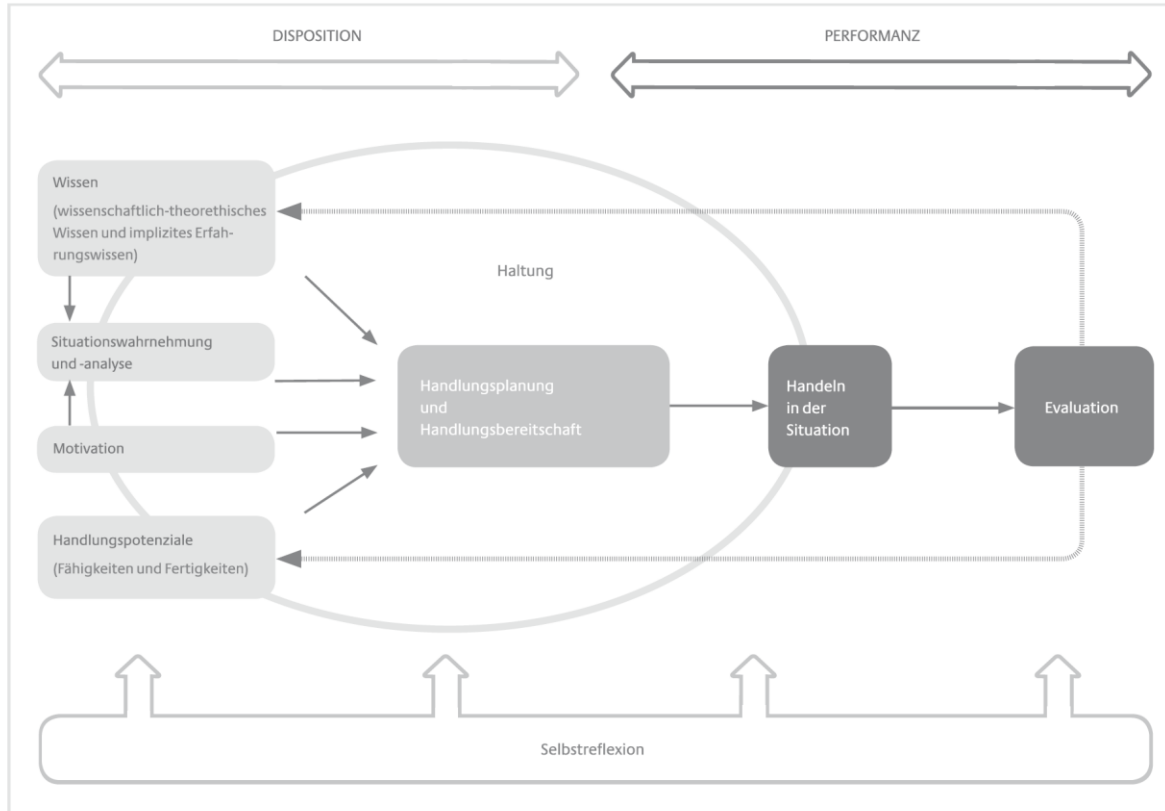 DISPOSITION
PERFORMANZ
Wissen
(wissenschaftlich-theorethisches
Wissen und implizites Erfah-
rungswissen)
Haltung
Situationswahrnehmung
und -analyse
Motivation
Handlungspotenziale
(Fähigkeiten und Fertigkeiten)
Handlungsplanung
und
Handlungsbereitschaft
Handeln
in der
Situation
Evaluation
Selbstreflexion